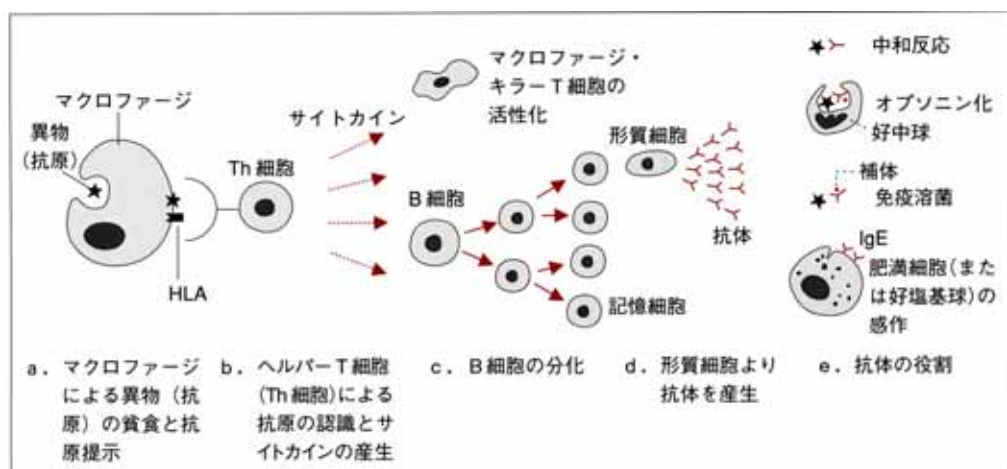 マクロファージ
異物
(抗原)
HLA
Th 細胞
サイトカイン
マクロファージ・
キラーT細胞の
活性化
B 細胞
記憶細胞
形質細胞
抗体
中和反応
オプソニン化
好中球
補体
免疫溶菌
IgE
肥満細胞(また
は好塩基球)の
感作
a．マクロファージ
による異物（抗
原）の貪食と抗
原提示
b．ヘルパーT細胞
(Th細胞)による
抗原の認識とサ
イトカインの産生
c．B細胞の分化
d．形質細胞より
抗体を産生
e．抗体の役割